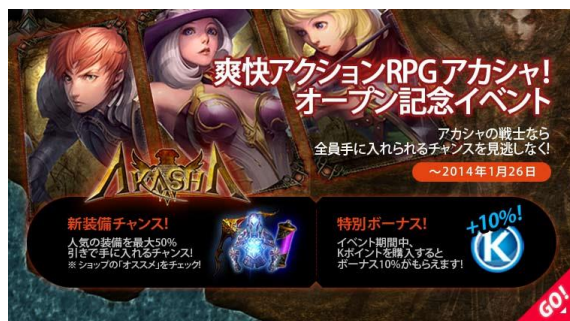 爽快アクションRPG アカシャ!
オープン記念イベント
アカシャの戦士なら
全員手に入れられるチャンスを見逃しなく!
～2014年1月26日
AKASHA
新装備チャンス!
人気の装備を最大50%
引きで手に入れるチャンス!
※ ショップの「オススメ」をチェック!
特別ボーナス!
イベント期間中、
Kポイントを購入すると
ボーナス10%がもらえます!
+10%!
K
GO!